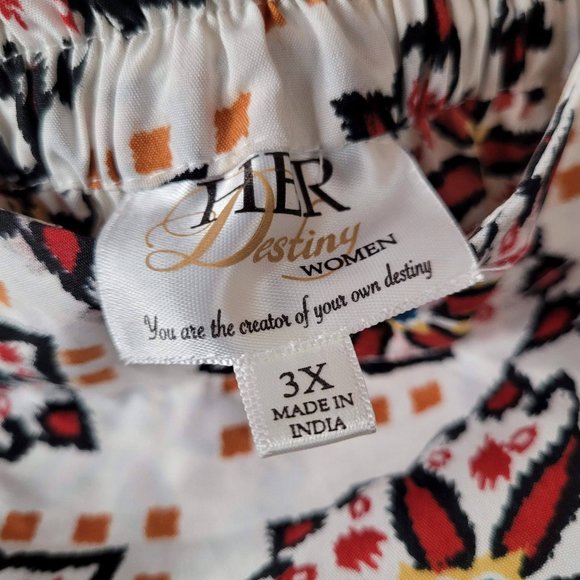 HER
Destiny
WOMEN
You are the creator of your own destiny
3X
MADE IN
INDIA